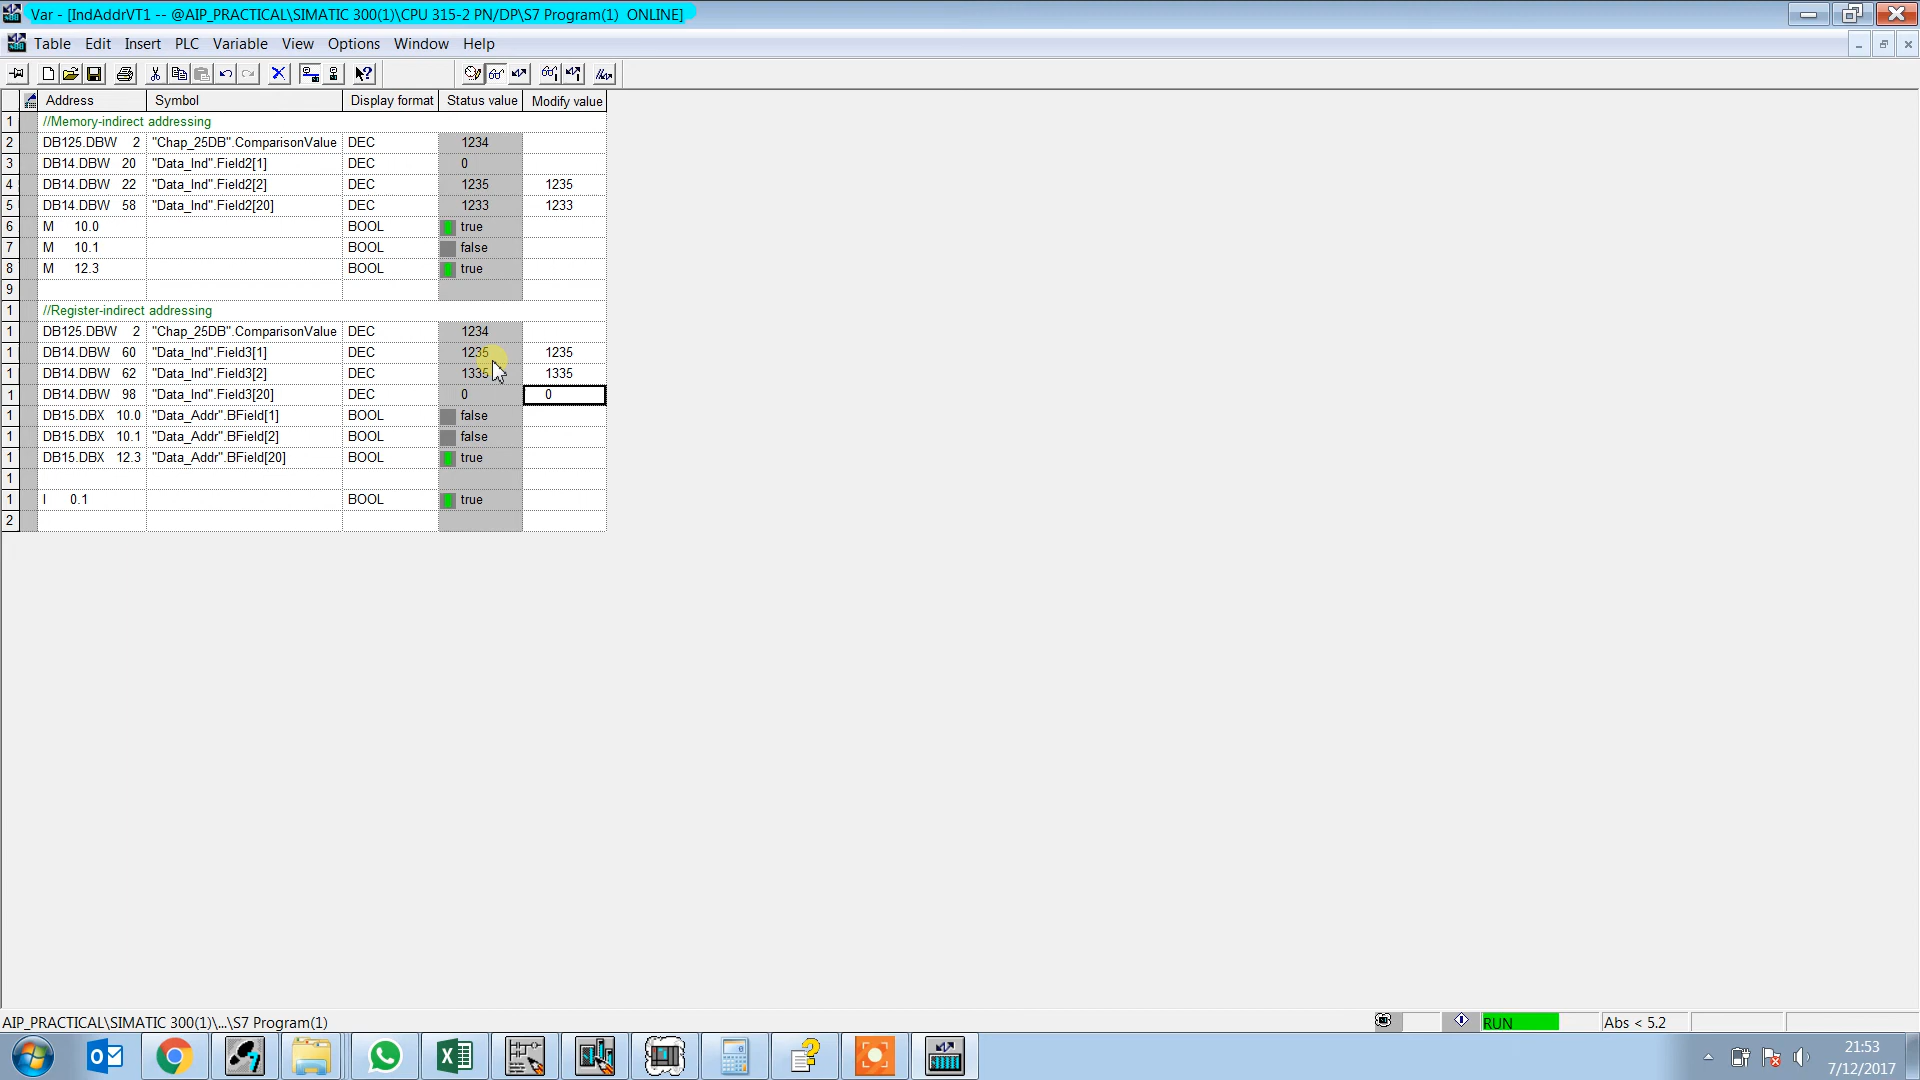 Var - [IndAddrVT1 -- @AIP_PRACTICAL\SIMATIC 300(1)\CPU 315-2 PN/DP\S7 Program(1)  ONLINE]
Table Edit Insert PLC Variable View Options Window Help
Address Symbol Display format Status value Modify value
1 //Memory-indirect addressing
2 DB125.DBW 2 "Chap_25DB".ComparisonValue DEC 1234
3 DB14.DBW 20 "Data_Ind".Field2[1] DEC 0
4 DB14.DBW 22 "Data_Ind".Field2[2] DEC 1235 1235
5 DB14.DBW 58 "Data_Ind".Field2[20] DEC 1233 1233
6 M 10.0 BOOL true
7 M 10.1 BOOL false
8 M 12.3 BOOL true
9
1 //Register-indirect addressing
1 DB125.DBW 2 "Chap_25DB".ComparisonValue DEC 1234
1 DB14.DBW 60 "Data_Ind".Field3[1] DEC 1235 1235
1 DB14.DBW 62 "Data_Ind".Field3[2] DEC 1335 1335
1 DB14.DBW 98 "Data_Ind".Field3[20] DEC 0 0
1 DB15.DBX 10.0 "Data_Addr".BField[1] BOOL false
1 DB15.DBX 10.1 "Data_Addr".BField[2] BOOL false
1 DB15.DBX 12.3 "Data_Addr".BField[20] BOOL true
1
1 I 0.1 BOOL true
2
AIP_PRACTICAL\SIMATIC 300(1)\...\S7 Program(1) RUN Abs < 5.2
21:53
7/12/2017